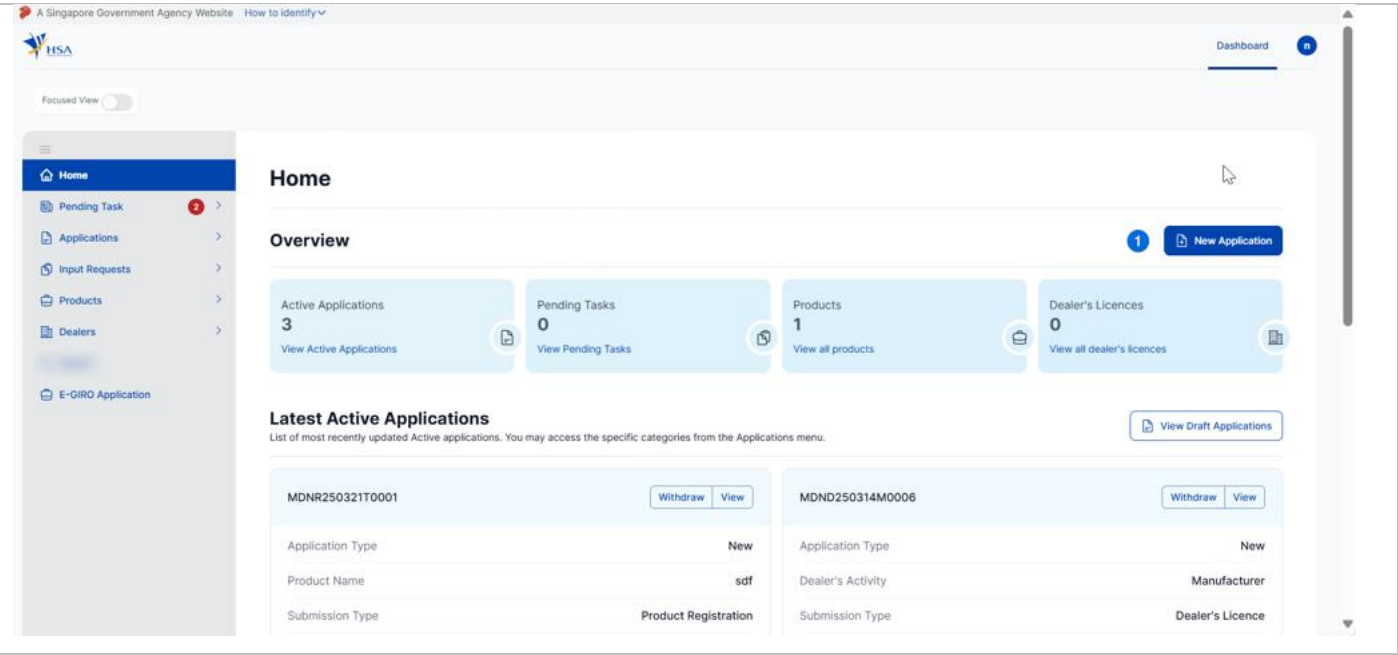 A Singapore Government Agency Website How to identify
HSA
Dashboard
n
Focused View
Home
Pending Task 2
Applications
Input Requests
Products
Dealers
E-GIRO Application
Home
Overview
1 New Application
Active Applications
3
View Active Applications
Pending Tasks
0
View Pending Tasks
Products
1
View all products
Dealer's Licences
0
View all dealer's licences
Latest Active Applications
List of most recently updated Active applications. You may access the specific categories from the Applications menu.
View Draft Applications
MDNR250321T0001 Withdraw View
Application Type New
Product Name sdf
Submission Type Product Registration
MDND250314M0006 Withdraw View
Application Type New
Dealer's Activity Manufacturer
Submission Type Dealer's Licence